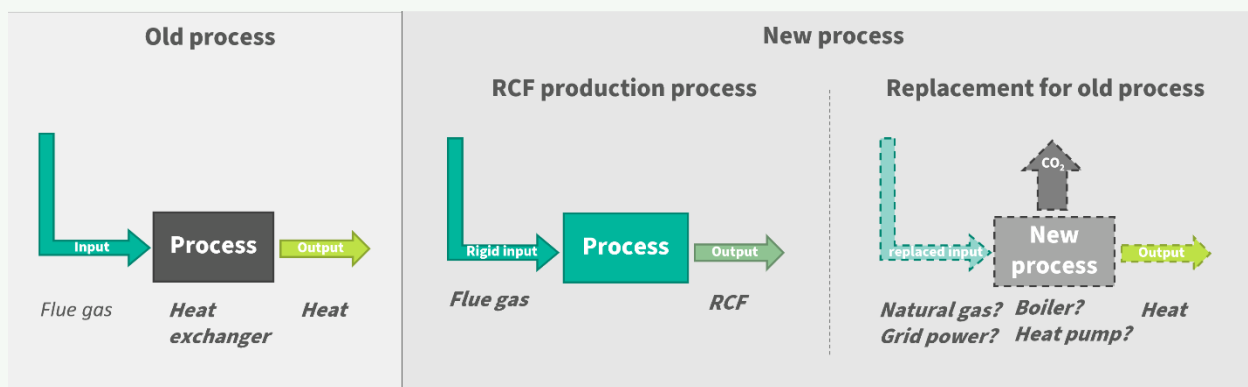 Old process
Input
Process
Output
Flue gas
Heat
exchanger
Heat
New process
RCF production process
Rigid input
Process
Output
Flue gas
RCF
Replacement for old process
CO₂
replaced input
New
process
Output
Natural gas?
Grid power?
Boiler?
Heat pump?
Heat